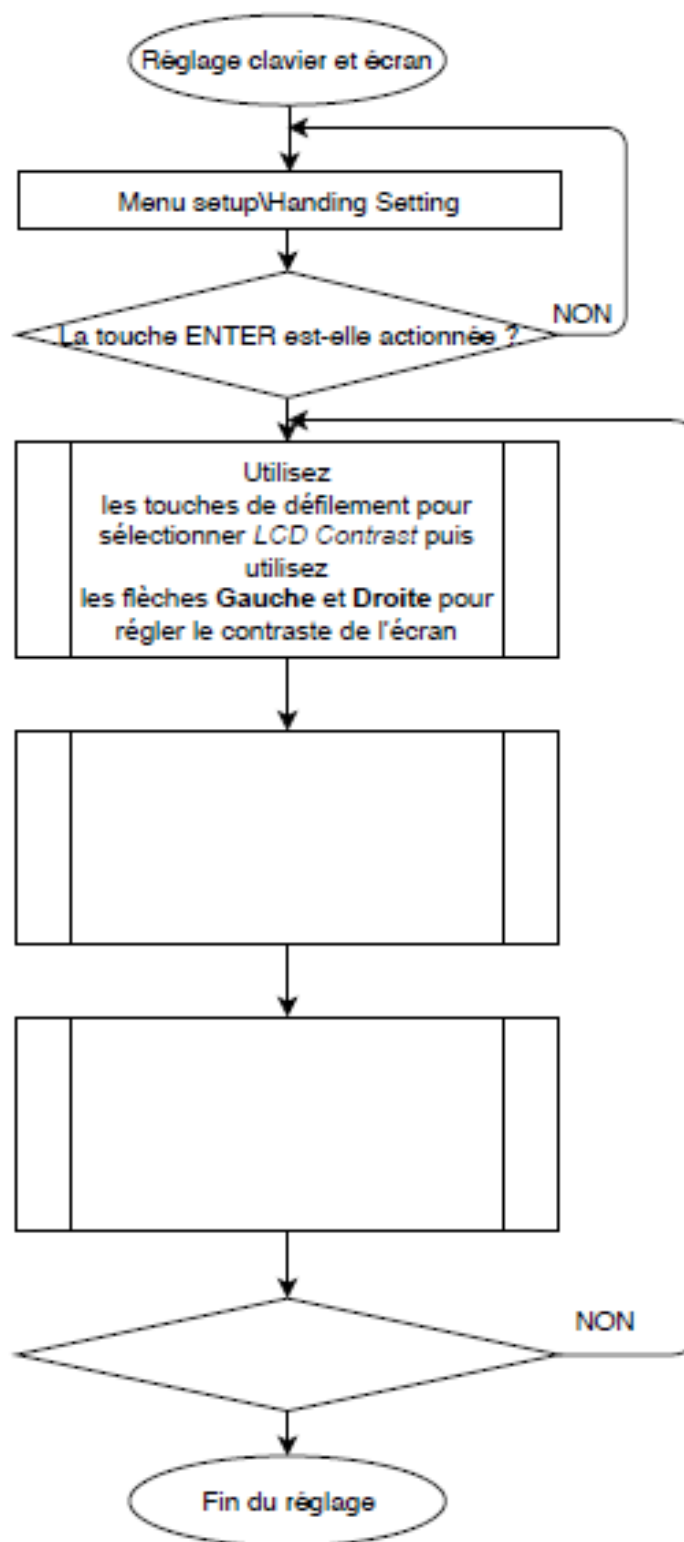 Réglage clavier et écran
Menu setup\Handing Setting
La touche ENTER est-elle actionnée ?
NON
Utilisez
les touches de défilement pour
sélectionner LCD Contrast puis
utilisez
les flèches Gauche et Droite pour
régler le contraste de l'écran
NON
Fin du réglage